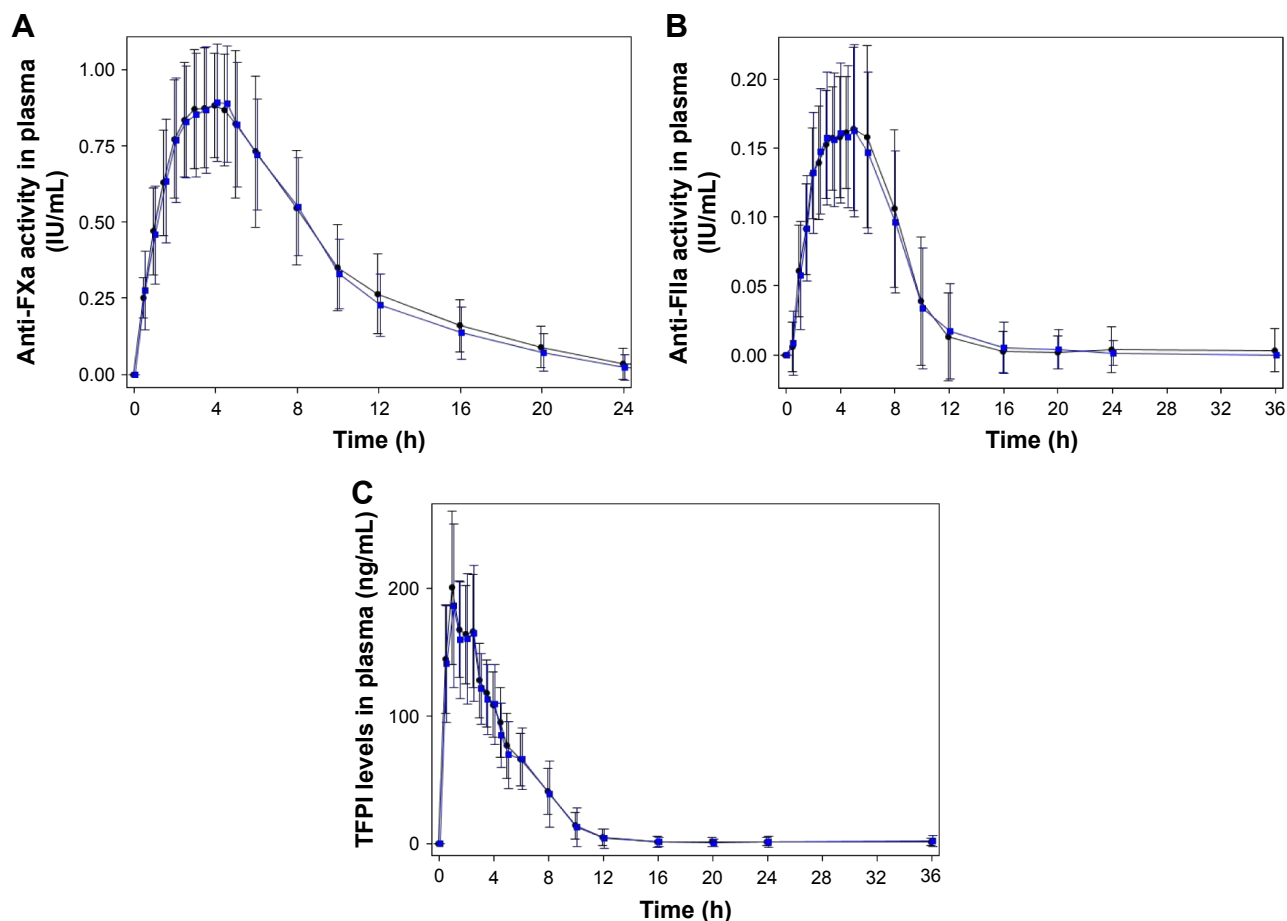 A
Anti-FXa activity in plasma
(IU/mL)
1.00
0.75
0.50
0.25
0.00
0 4 8 12 16 20 24
Time (h)
B
Anti-FIIa activity in plasma
(IU/mL)
0.20
0.15
0.10
0.05
0.00
0 4 8 12 16 20 24 28 32 36
Time (h)
C
TFPI levels in plasma (ng/mL)
200
100
0
0 4 8 12 16 20 24 28 32 36
Time (h)